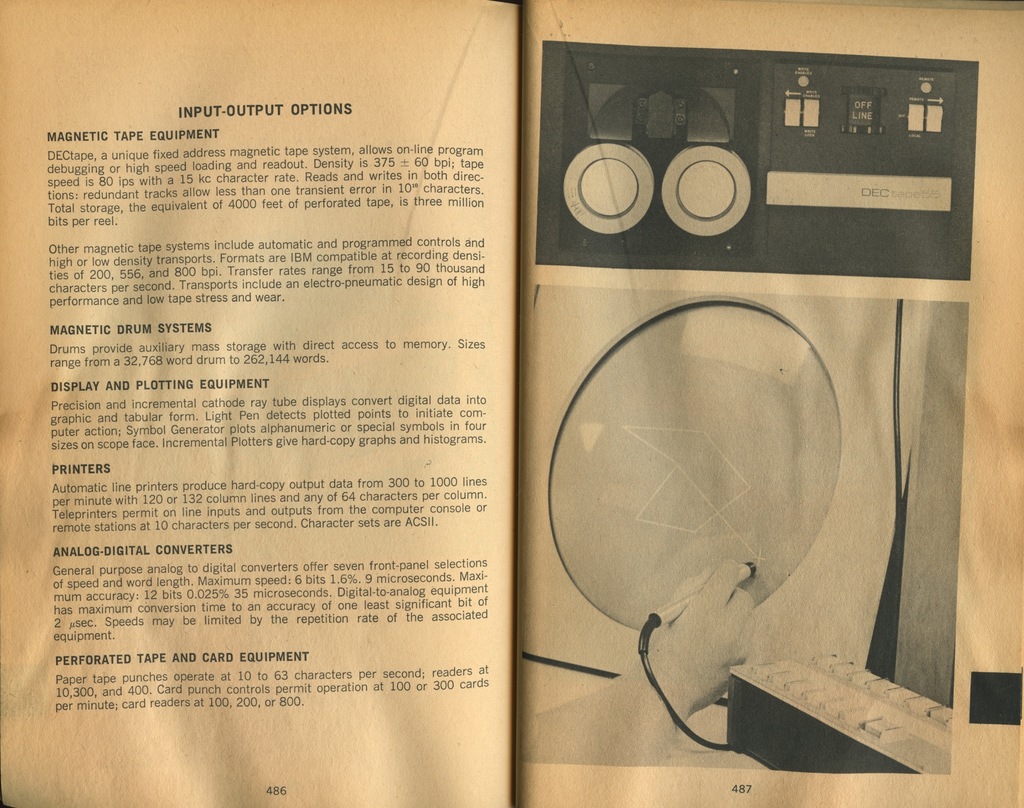 INPUT-OUTPUT OPTIONS
MAGNETIC TAPE EQUIPMENT
DECtape, a unique fixed address magnetic tape system, allows on-line program
debugging or high speed loading and readout. Density is 375 ± 60 bpi; tape
speed is 80 ips with a 15 kc character rate. Reads and writes in both direc-
tions: redundant tracks allow less than one transient error in 10¹⁰ characters.
Total storage, the equivalent of 4000 feet of perforated tape, is three million
bits per reel.
Other magnetic tape systems include automatic and programmed controls and
high or low density transports. Formats are IBM compatible at recording densi-
ties of 200, 556, and 800 bpi. Transfer rates range from 15 to 90 thousand
characters per second. Transports include an electro-pneumatic design of high
performance and low tape stress and wear.
MAGNETIC DRUM SYSTEMS
Drums provide auxiliary mass storage with direct access to memory. Sizes
range from a 32,768 word drum to 262,144 words.
DISPLAY AND PLOTTING EQUIPMENT
Precision and incremental cathode ray tube displays convert digital data into
graphic and tabular form. Light Pen detects plotted points to initiate com-
puter action; Symbol Generator plots alphanumeric or special symbols in four
sizes on scope face. Incremental Plotters give hard-copy graphs and histograms.
PRINTERS
Automatic line printers produce hard-copy output data from 300 to 1000 lines
per minute with 120 or 132 column lines and any of 64 characters per column.
Teleprinters permit on line inputs and outputs from the computer console or
remote stations at 10 characters per second. Character sets are ACSII.
ANALOG-DIGITAL CONVERTERS
General purpose analog to digital converters offer seven front-panel selections
of speed and word length. Maximum speed: 6 bits 1.6%. 9 microseconds. Maxi-
mum accuracy: 12 bits 0.025% 35 microseconds. Digital-to-analog equipment
has maximum conversion time to an accuracy of one least significant bit of
2 μsec. Speeds may be limited by the repetition rate of the associated
equipment.
PERFORATED TAPE AND CARD EQUIPMENT
Paper tape punches operate at 10 to 63 characters per second; readers at
10,300, and 400. Card punch controls permit operation at 100 or 300 cards
per minute; card readers at 100, 200, or 800.
486
WRITE
ENABLED
WRITE
LOCK
OFF
LINE
REMOTE
LOCAL
DECtape 55
487